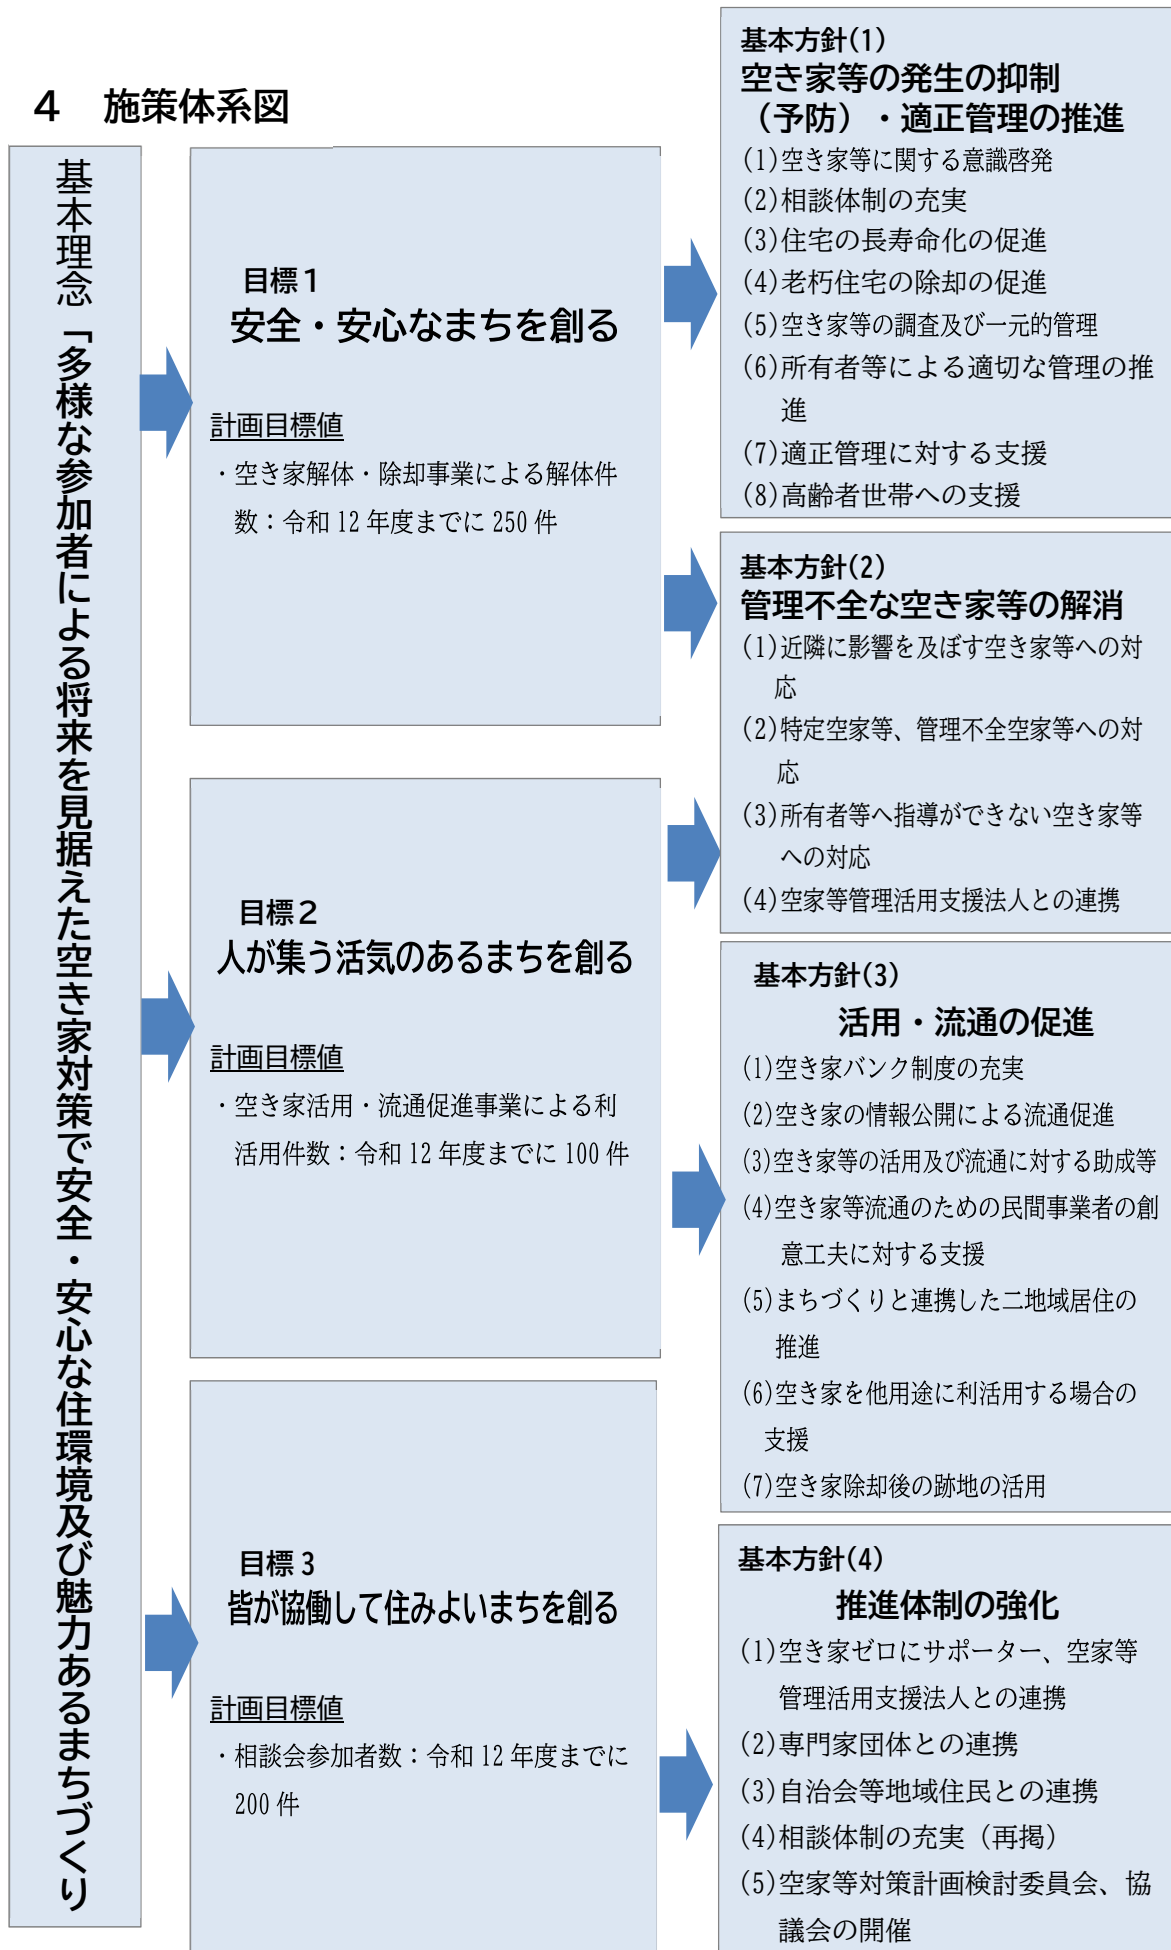 4　施策体系図
基本理念「多様な参加者による将来を見据えた空き家対策で安全・安心な住環境及び魅力あるまちづくり
目標1
安全・安心なまちを創る
計画目標値
・空き家解体・除却事業による解体件
数：令和12年度までに250件
目標2
人が集う活気のあるまちを創る
計画目標値
・空き家活用・流通促進事業による利
活用件数：令和12年度までに100件
目標3
皆が協働して住みよいまちを創る
計画目標値
・相談会参加者数：令和12年度までに
200件
基本方針(1)
空き家等の発生の抑制
（予防）・適正管理の推進
(1)空き家等に関する意識啓発
(2)相談体制の充実
(3)住宅の長寿命化の促進
(4)老朽住宅の除却の促進
(5)空き家等の調査及び一元的管理
(6)所有者等による適切な管理の推
進
(7)適正管理に対する支援
(8)高齢者世帯への支援
基本方針(2)
管理不全な空き家等の解消
(1)近隣に影響を及ぼす空き家等への対
応
(2)特定空家等、管理不全空家等への対
応
(3)所有者等へ指導ができない空き家等
への対応
(4)空家等管理活用支援法人との連携
基本方針(3)
活用・流通の促進
(1)空き家バンク制度の充実
(2)空き家の情報公開による流通促進
(3)空き家等の活用及び流通に対する助成等
(4)空き家等流通のための民間事業者の創
意工夫に対する支援
(5)まちづくりと連携した二地域居住の
推進
(6)空き家を他用途に利活用する場合の
支援
(7)空き家除却後の跡地の活用
基本方針(4)
推進体制の強化
(1)空き家ゼロにサポーター、空家等
管理活用支援法人との連携
(2)専門家団体との連携
(3)自治会等地域住民との連携
(4)相談体制の充実（再掲）
(5)空家等対策計画検討委員会、協
議会の開催